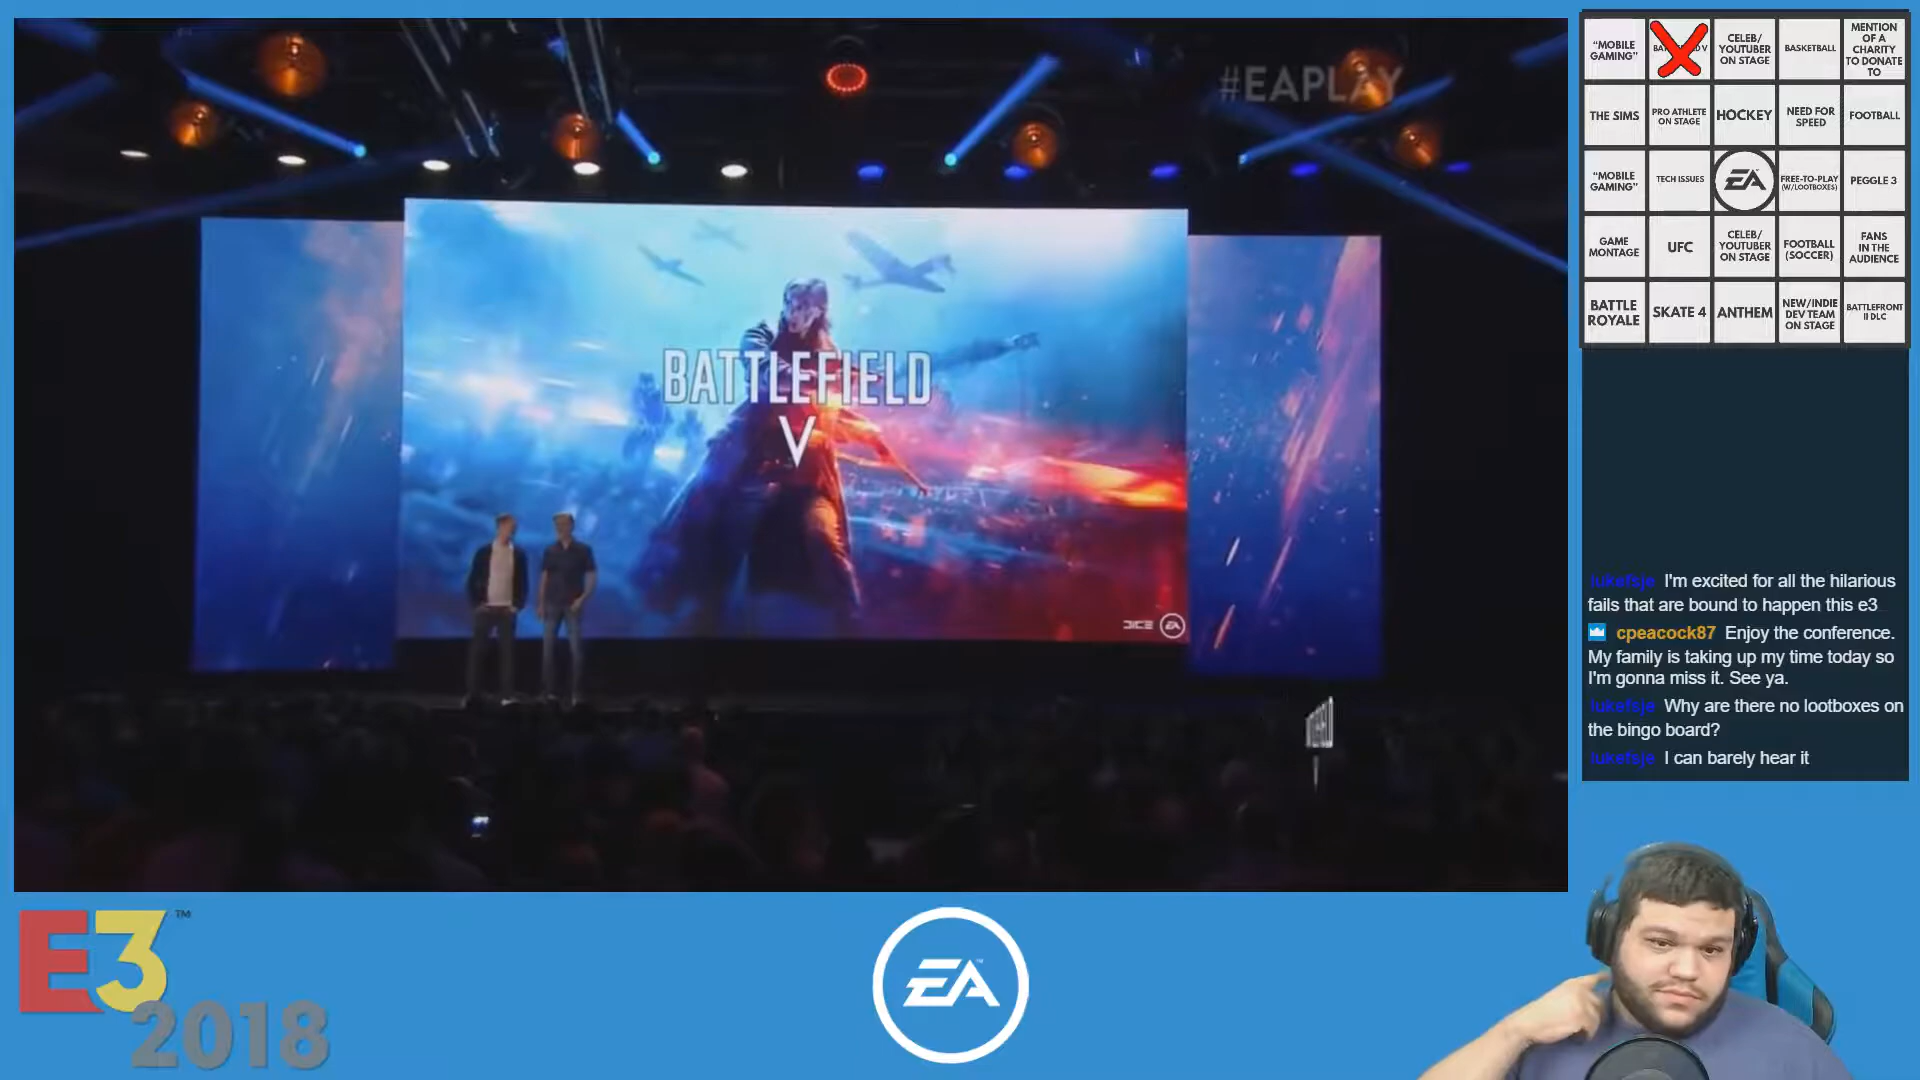 #EAPLAY
BATTLEFIELD
V
DICE EA
"MOBILE
GAMING"
CELEB/
YOUTUBER
ON STAGE
BASKETBALL
MENTION
OF A
CHARITY
TO DONATE
TO
THE SIMS
PRO ATHLETE
ON STAGE
HOCKEY
NEED FOR
SPEED
FOOTBALL
"MOBILE
GAMING"
TECH ISSUES
EA
FREE-TO-PLAY
(W/LOOTBOXES)
PEGGLE 3
GAME
MONTAGE
UFC
CELEB/
YOUTUBER
ON STAGE
FOOTBALL
(SOCCER)
FANS
IN THE
AUDIENCE
BATTLE
ROYALE
SKATE 4
ANTHEM
NEW/INDIE
DEV TEAM
ON STAGE
BATTLEFRONT
II DLC
lukefsje I'm excited for all the hilarious
fails that are bound to happen this e3
cpeacock87 Enjoy the conference.
My family is taking up my time today so
I'm gonna miss it. See ya.
lukefsje Why are there no lootboxes on
the bingo board?
lukefsje I can barely hear it
E3™
2018
EA™